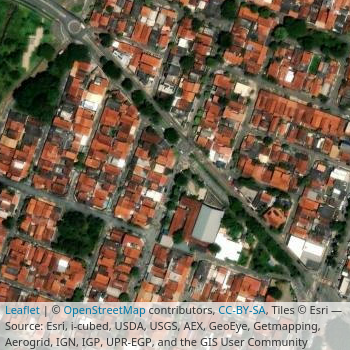 Leaflet | © OpenStreetMap contributors, CC-BY-SA, Tiles © Esri —
Source: Esri, i-cubed, USDA, USGS, AEX, GeoEye, Getmapping,
Aerogrid, IGN, IGP, UPR-EGP, and the GIS User Community